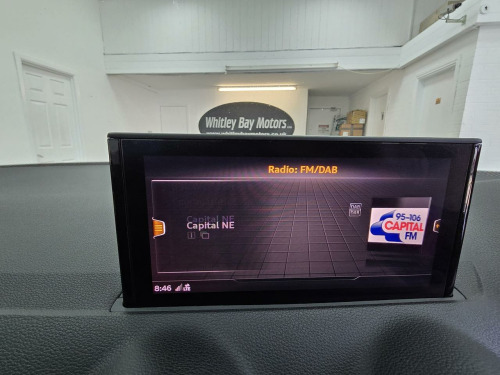 Whitley Bay Motors
Radio: FM/DAB
Capital NE
Capital NE
95-106
CAPITAL
FM
8:46